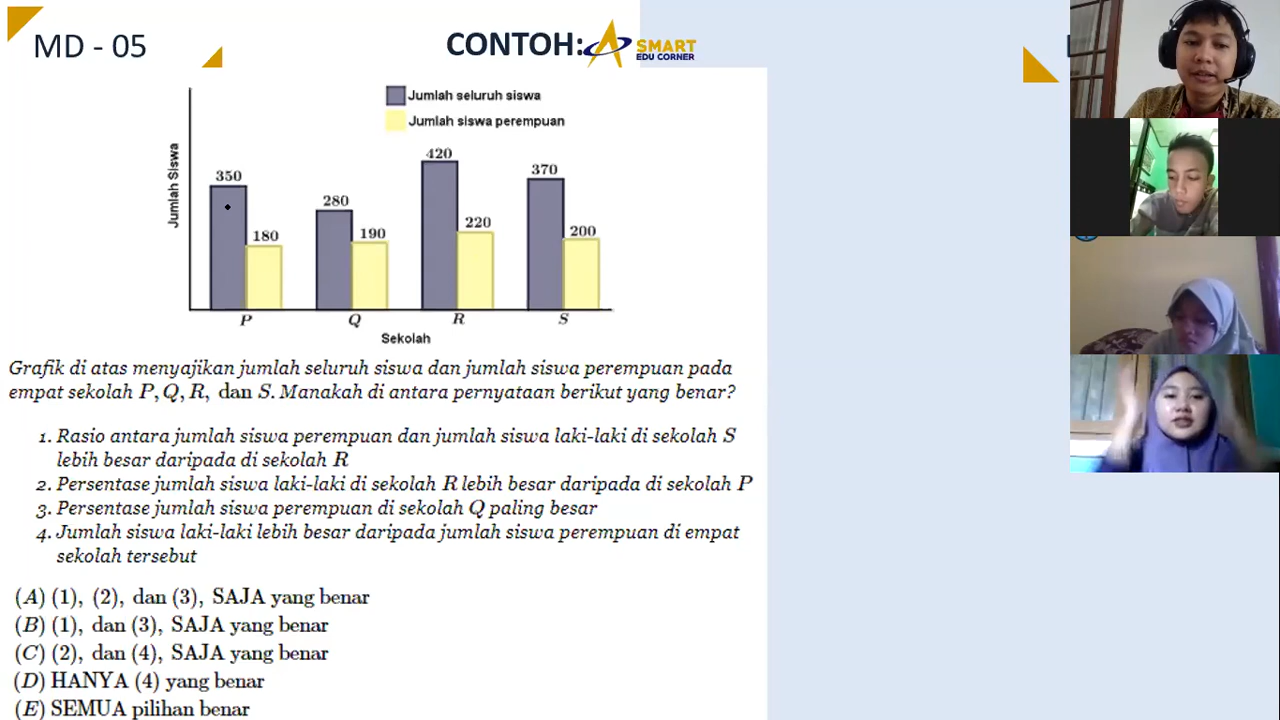 MD - 05
CONTOH:
SMART
EDU CORNER
Jumlah seluruh siswa
Jumlah siswa perempuan
Jumlah Siswa
350
180
280
190
420
220
370
200
P
Q
R
S
Sekolah
Grafik di atas menyajikan jumlah seluruh siswa dan jumlah siswa perempuan pada
empat sekolah P, Q, R, dan S. Manakah di antara pernyataan berikut yang benar?
1. Rasio antara jumlah siswa perempuan dan jumlah siswa laki-laki di sekolah S
lebih besar daripada di sekolah R
2. Persentase jumlah siswa laki-laki di sekolah R lebih besar daripada di sekolah P
3. Persentase jumlah siswa perempuan di sekolah Q paling besar
4. Jumlah siswa laki-laki lebih besar daripada jumlah siswa perempuan di empat
sekolah tersebut
(A) (1), (2), dan (3), SAJA yang benar
(B) (1), dan (3), SAJA yang benar
(C) (2), dan (4), SAJA yang benar
(D) HANYA (4) yang benar
(E) SEMUA pilihan benar